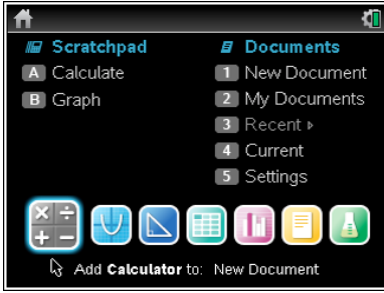 Scratchpad
A Calculate
B Graph
Documents
1 New Document
2 My Documents
3 Recent ▸
4 Current
5 Settings
Add Calculator to: New Document